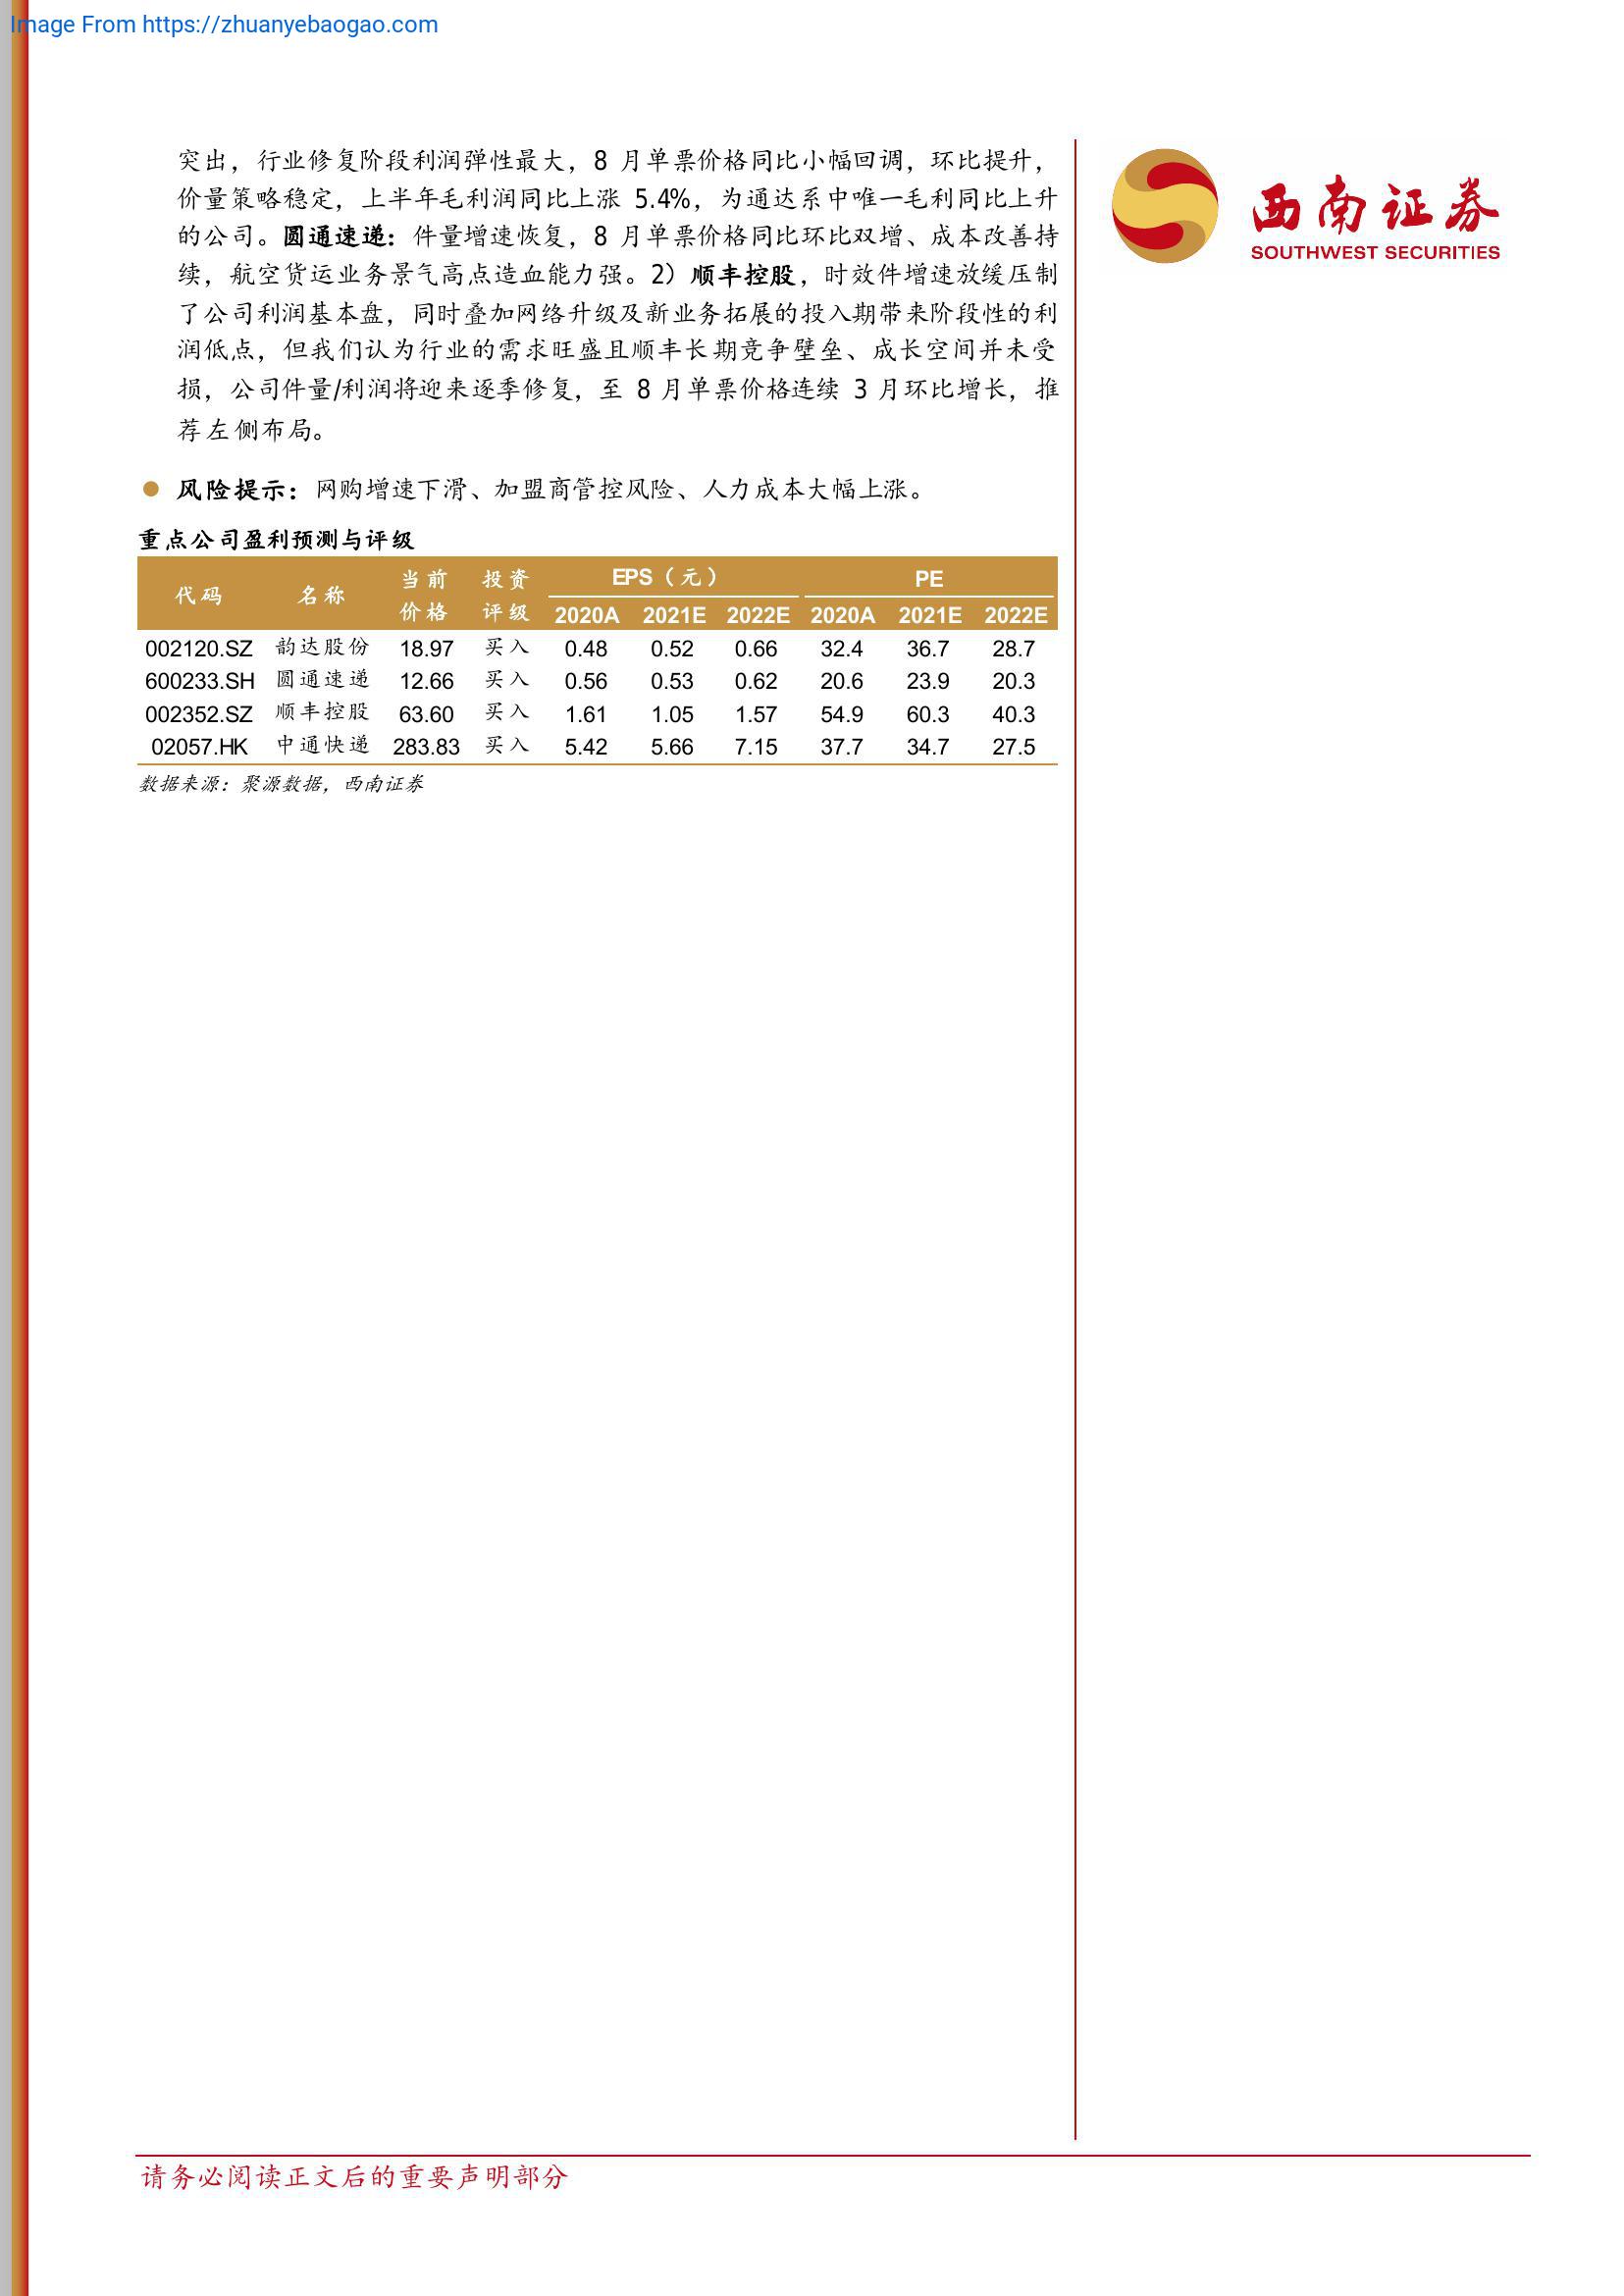 Image From https://zhuanyebaogao.com
突出，行业修复阶段利润弹性最大，8 月单票价格同比小幅回调，环比提升，
价量策略稳定，上半年毛利润同比上涨 5.4%，为通达系中唯一毛利同比上升
的公司。圆通速递：件量增速恢复，8 月单票价格同比环比双增、成本改善持
续，航空货运业务景气高点造血能力强。2）顺丰控股，时效件增速放缓压制
了公司利润基本盘，同时叠加网络升级及新业务拓展的投入期带来阶段性的利
润低点，但我们认为行业的需求旺盛且顺丰长期竞争壁垒、成长空间并未受
损，公司件量/利润将迎来逐季修复，至 8 月单票价格连续 3 月环比增长，推
荐左侧布局。
西南证券
SOUTHWEST SECURITIES
● 风险提示：网购增速下滑、加盟商管控风险、人力成本大幅上涨。
重点公司盈利预测与评级
代码 名称 当前价格 投资评级 EPS（元） PE
2020A 2021E 2022E 2020A 2021E 2022E
002120.SZ 韵达股份 18.97 买入 0.48 0.52 0.66 32.4 36.7 28.7
600233.SH 圆通速递 12.66 买入 0.56 0.53 0.62 20.6 23.9 20.3
002352.SZ 顺丰控股 63.60 买入 1.61 1.05 1.57 54.9 60.3 40.3
02057.HK 中通快递 283.83 买入 5.42 5.66 7.15 37.7 34.7 27.5
数据来源：聚源数据，西南证券
请务必阅读正文后的重要声明部分